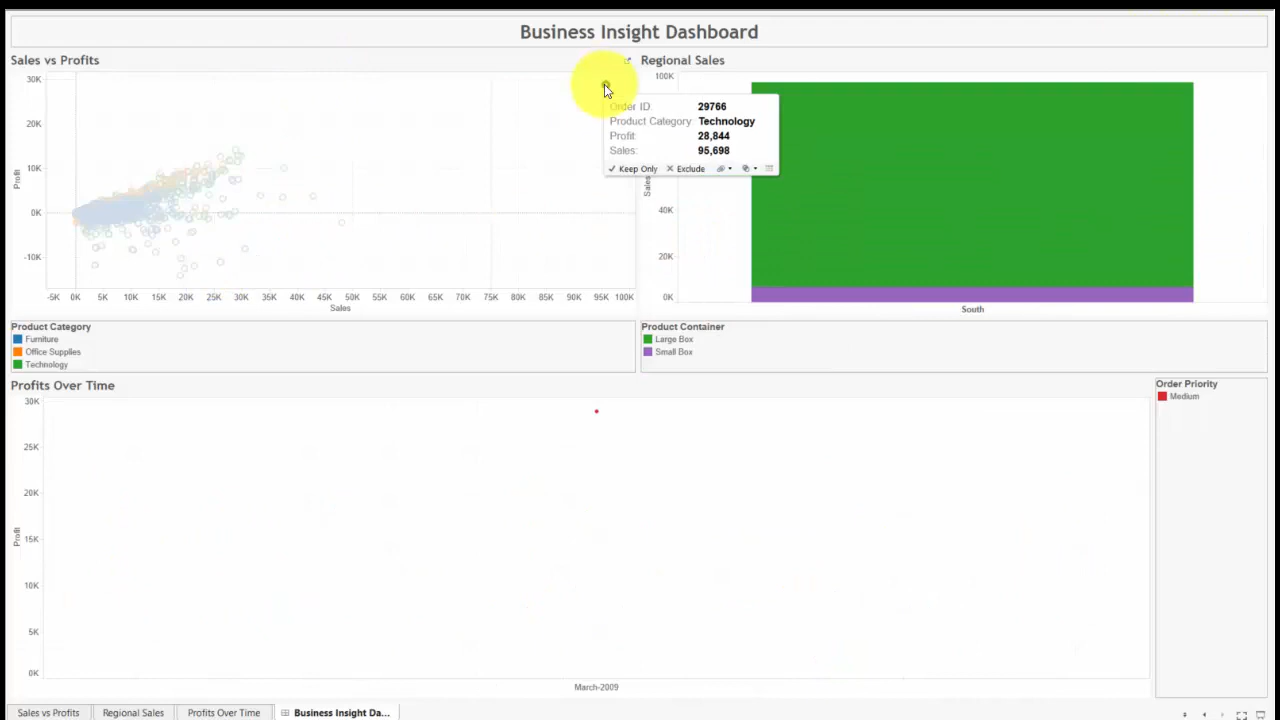 Business Insight Dashboard
Sales vs Profits
30K
20K
10K
0K
-10K
Profit
-5K 0K 5K 10K 15K 20K 25K 30K 35K 40K 45K 50K 55K 60K 65K 70K 75K 80K 85K 90K 95K 100K
Sales
Order ID 29766
Product Category: Technology
Profit: 28,844
Sales: 95,698
Keep Only Exclude
Regional Sales
100K
40K
20K
0K
Sales
South
Product Category
Furniture
Office Supplies
Technology
Product Container
Large Box
Small Box
Profits Over Time
30K
25K
20K
15K
10K
5K
0K
Profit
March-2009
Order Priority
Medium
Sales vs Profits Regional Sales Profits Over Time Business Insight Da...